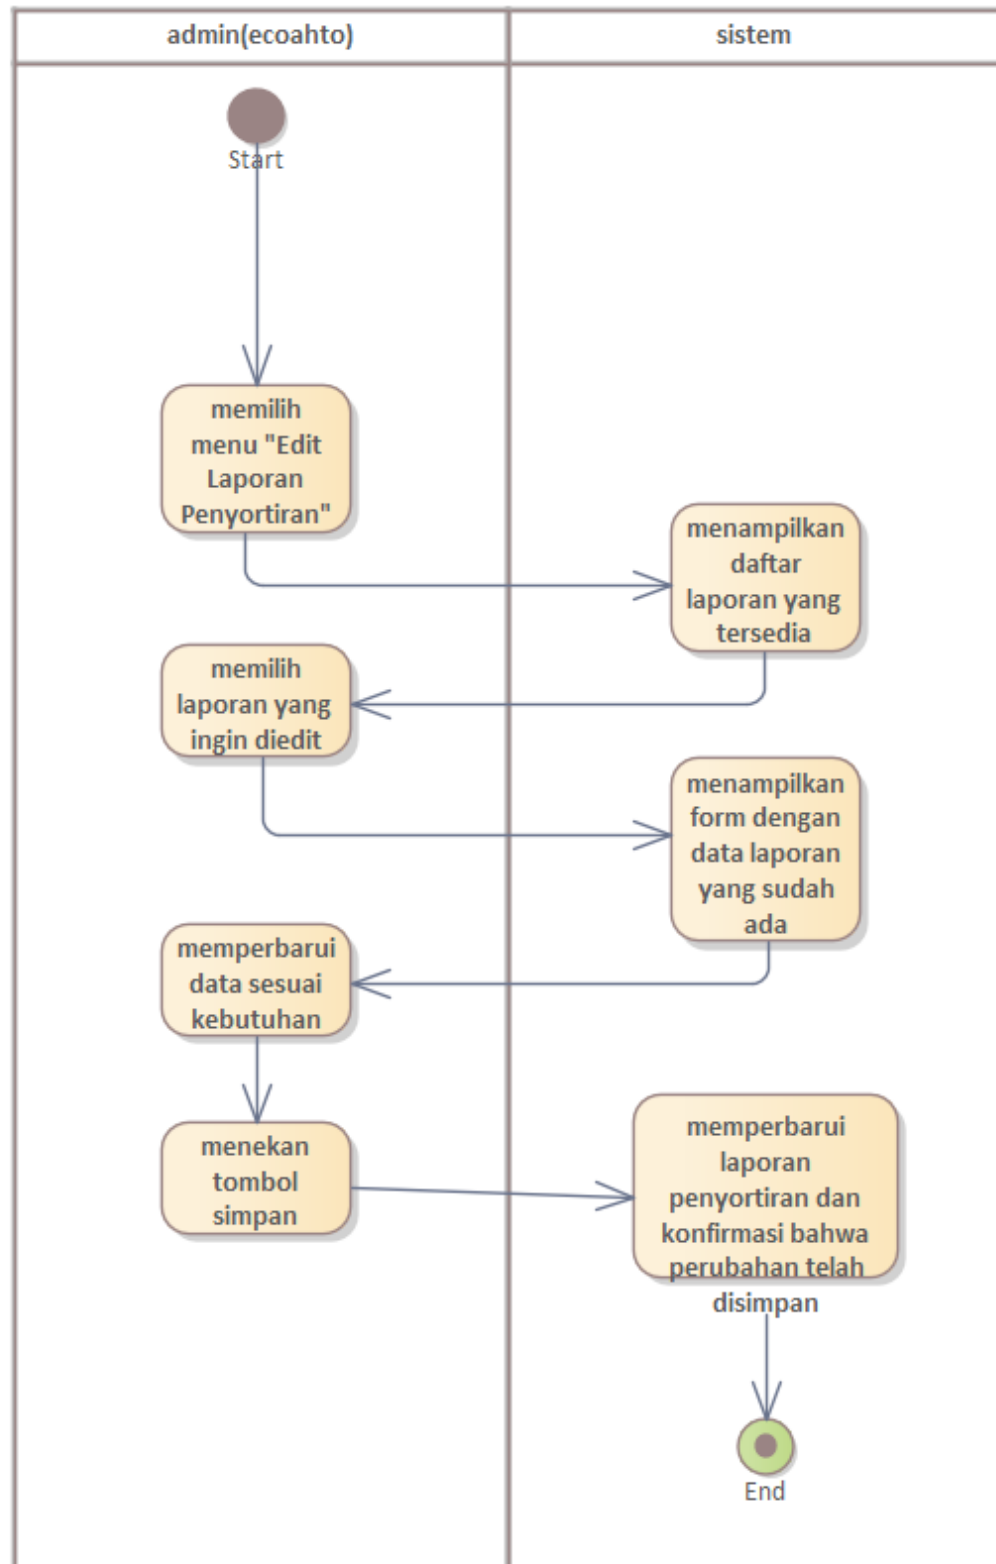 admin(ecoahto)
sistem
Start
memilih
menu "Edit
Laporan
Penyortiran"
menampilkan
daftar
laporan yang
tersedia
memilih
laporan yang
ingin diedit
menampilkan
form dengan
data laporan
yang sudah
ada
memperbarui
data sesuai
kebutuhan
menekan
tombol
simpan
memperbarui
laporan
penyortiran dan
konfirmasi bahwa
perubahan telah
disimpan
End